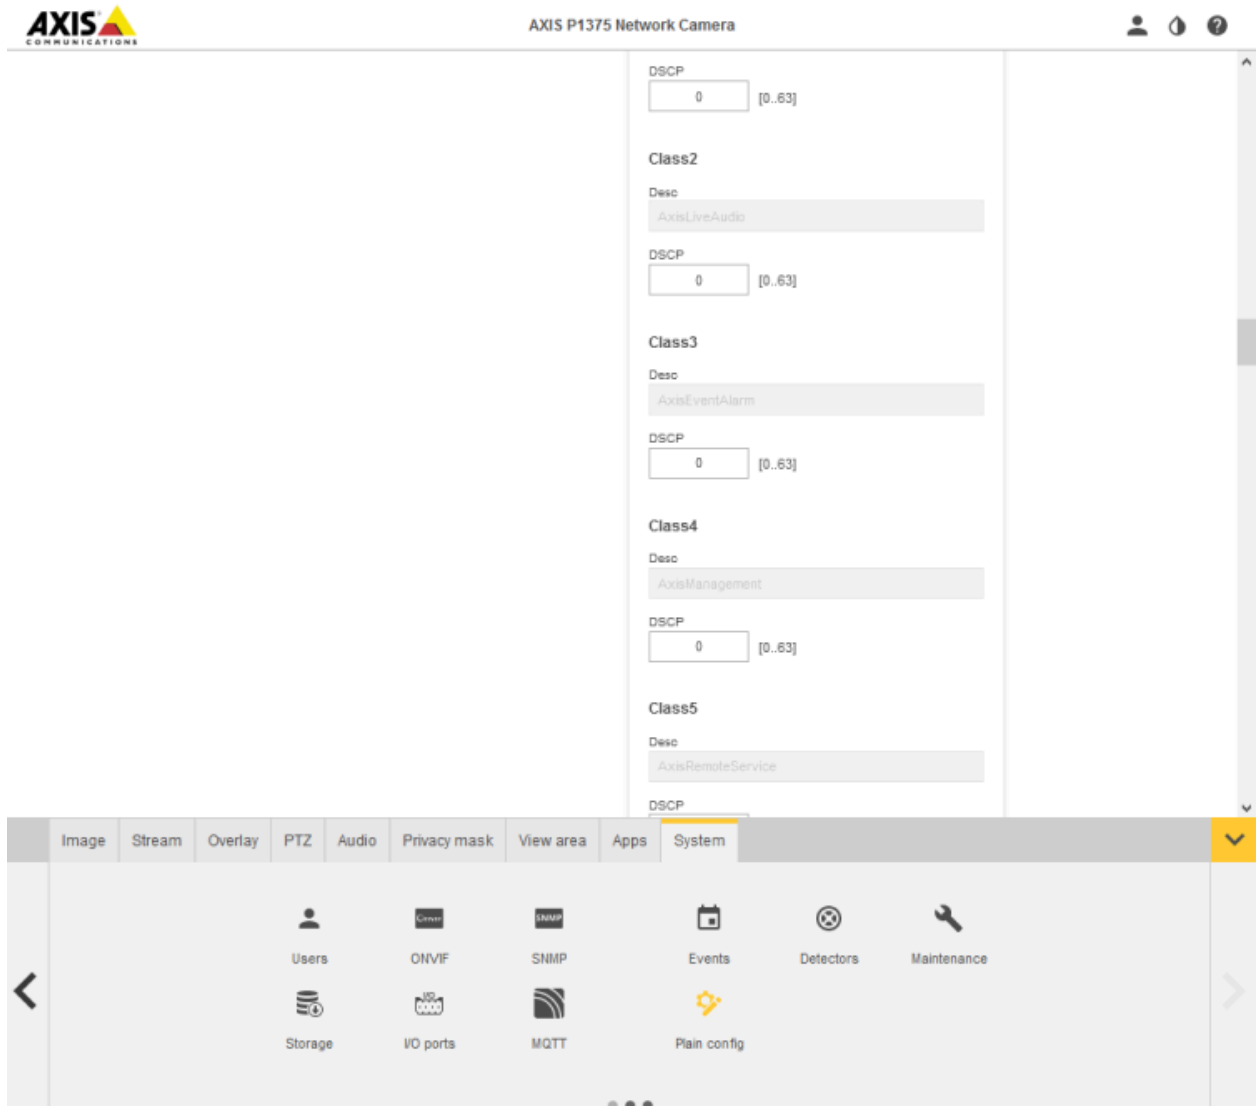 AXIS
COMMUNICATIONS
AXIS P1375 Network Camera
DSCP
0 [0..63]
Class2
Desc
AxisLiveAudio
DSCP
0 [0..63]
Class3
Desc
AxisEventAlarm
DSCP
0 [0..63]
Class4
Desc
AxisManagement
DSCP
0 [0..63]
Class5
Desc
AxisRemoteService
DSCP
Image Stream Overlay PTZ Audio Privacy mask View area Apps System
SNMP
Users ONVIF SNMP Events Detectors Maintenance
I/O
Storage I/O ports MQTT Plain config